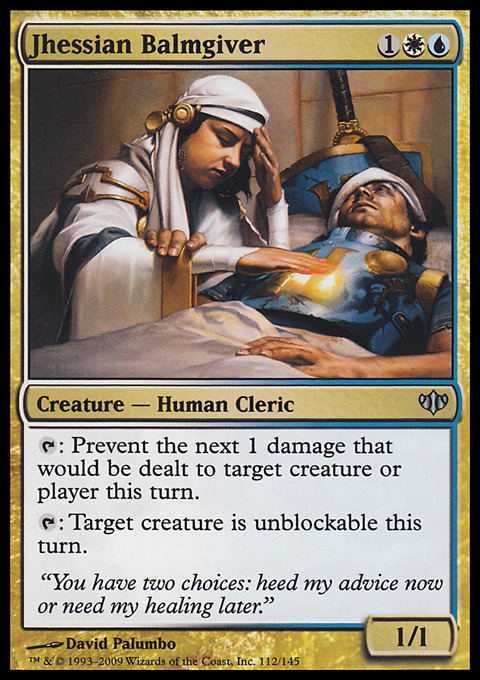 Jhessian Balmgiver 1
Creature — Human Cleric
: Prevent the next 1 damage that
would be dealt to target creature or
player this turn.
: Target creature is unblockable this
turn.
“You have two choices: heed my advice now
or need my healing later.”
David Palumbo
1/1
™ & © 1993–2009 Wizards of the Coast, Inc. 112/145